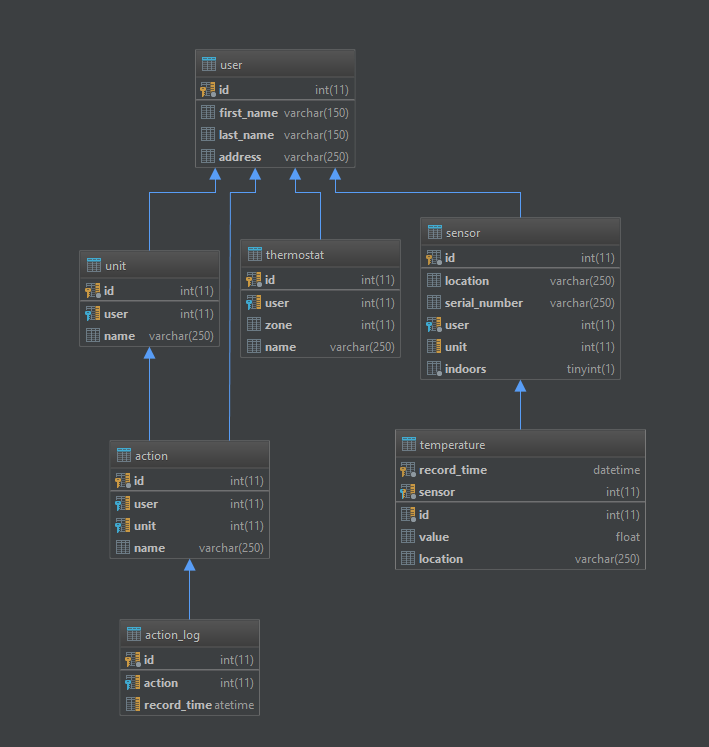 user
id int(11)
first_name varchar(150)
last_name varchar(150)
address varchar(250)
unit
id int(11)
user int(11)
name varchar(250)
thermostat
id int(11)
user int(11)
zone int(11)
name varchar(250)
sensor
id int(11)
location varchar(250)
serial_number varchar(250)
user int(11)
unit int(11)
indoors tinyint(1)
action
id int(11)
user int(11)
unit int(11)
name varchar(250)
temperature
record_time datetime
sensor int(11)
id int(11)
value float
location varchar(250)
action_log
id int(11)
action int(11)
record_time atetime